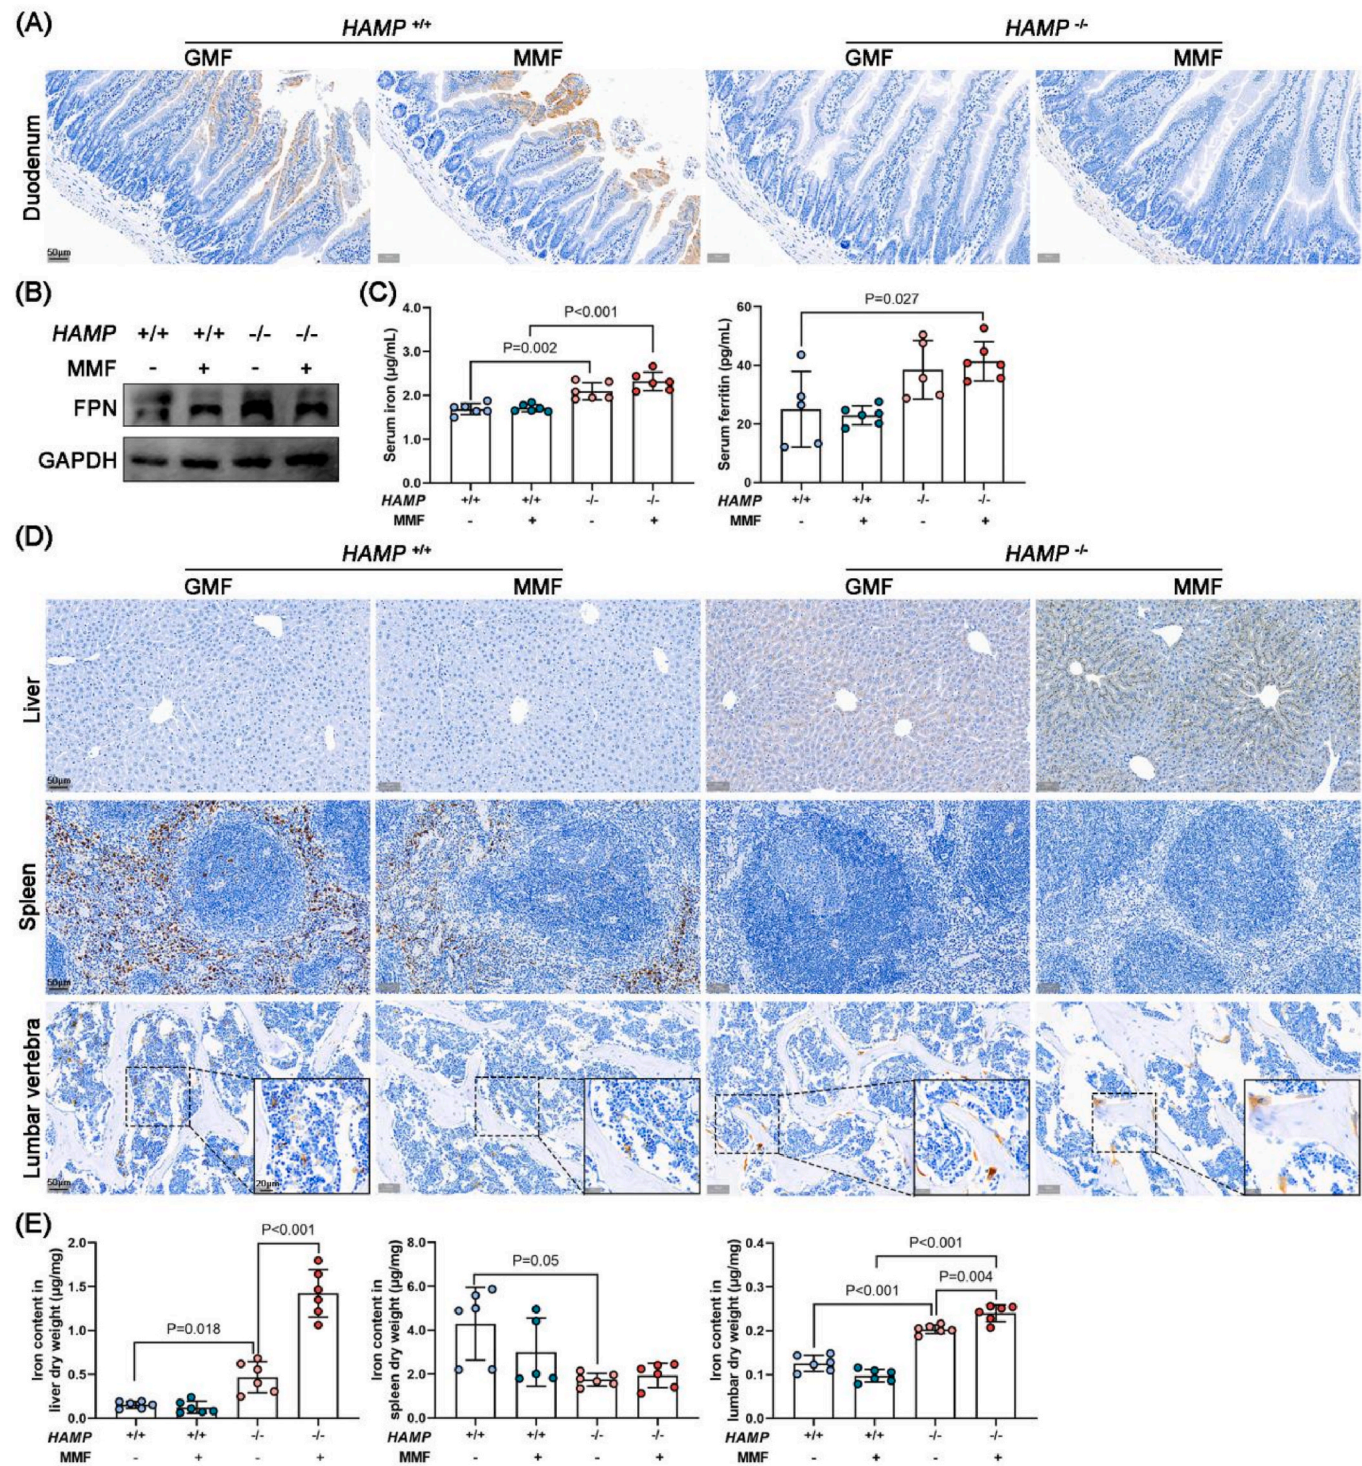 (A)
HAMP +/+
HAMP -/-
GMF
MMF
GMF
MMF
Duodenum
50μm
(B)
HAMP +/+ +/+ -/- -/-
MMF - + - +
FPN
GAPDH
(C)
Serum iron (μg/mL)
4.0
3.0
2.0
1.0
0.0
P<0.001
P=0.002
HAMP +/+ +/+ -/- -/-
MMF - + - +
Serum ferritin (pg/mL)
60
40
20
0
P=0.027
+/+ +/+ -/- -/-
- + - +
(D)
HAMP +/+
HAMP -/-
GMF
MMF
GMF
MMF
Liver
50μm
Spleen
50μm
Lumbar vertebra
50μm
20μm
(E)
Iron content in
liver dry weight (μg/mg)
2.0
1.5
1.0
0.5
0.0
P<0.001
P=0.018
HAMP +/+ +/+ -/- -/-
MMF - + - +
Iron content in
spleen dry weight (μg/mg)
8.0
6.0
4.0
2.0
0.0
P=0.05
+/+ +/+ -/- -/-
- + - +
Iron content in
lumbar dry weight (μg/mg)
0.4
0.3
0.2
0.1
0.0
P<0.001
P<0.001
P=0.004
+/+ +/+ -/- -/-
- + - +